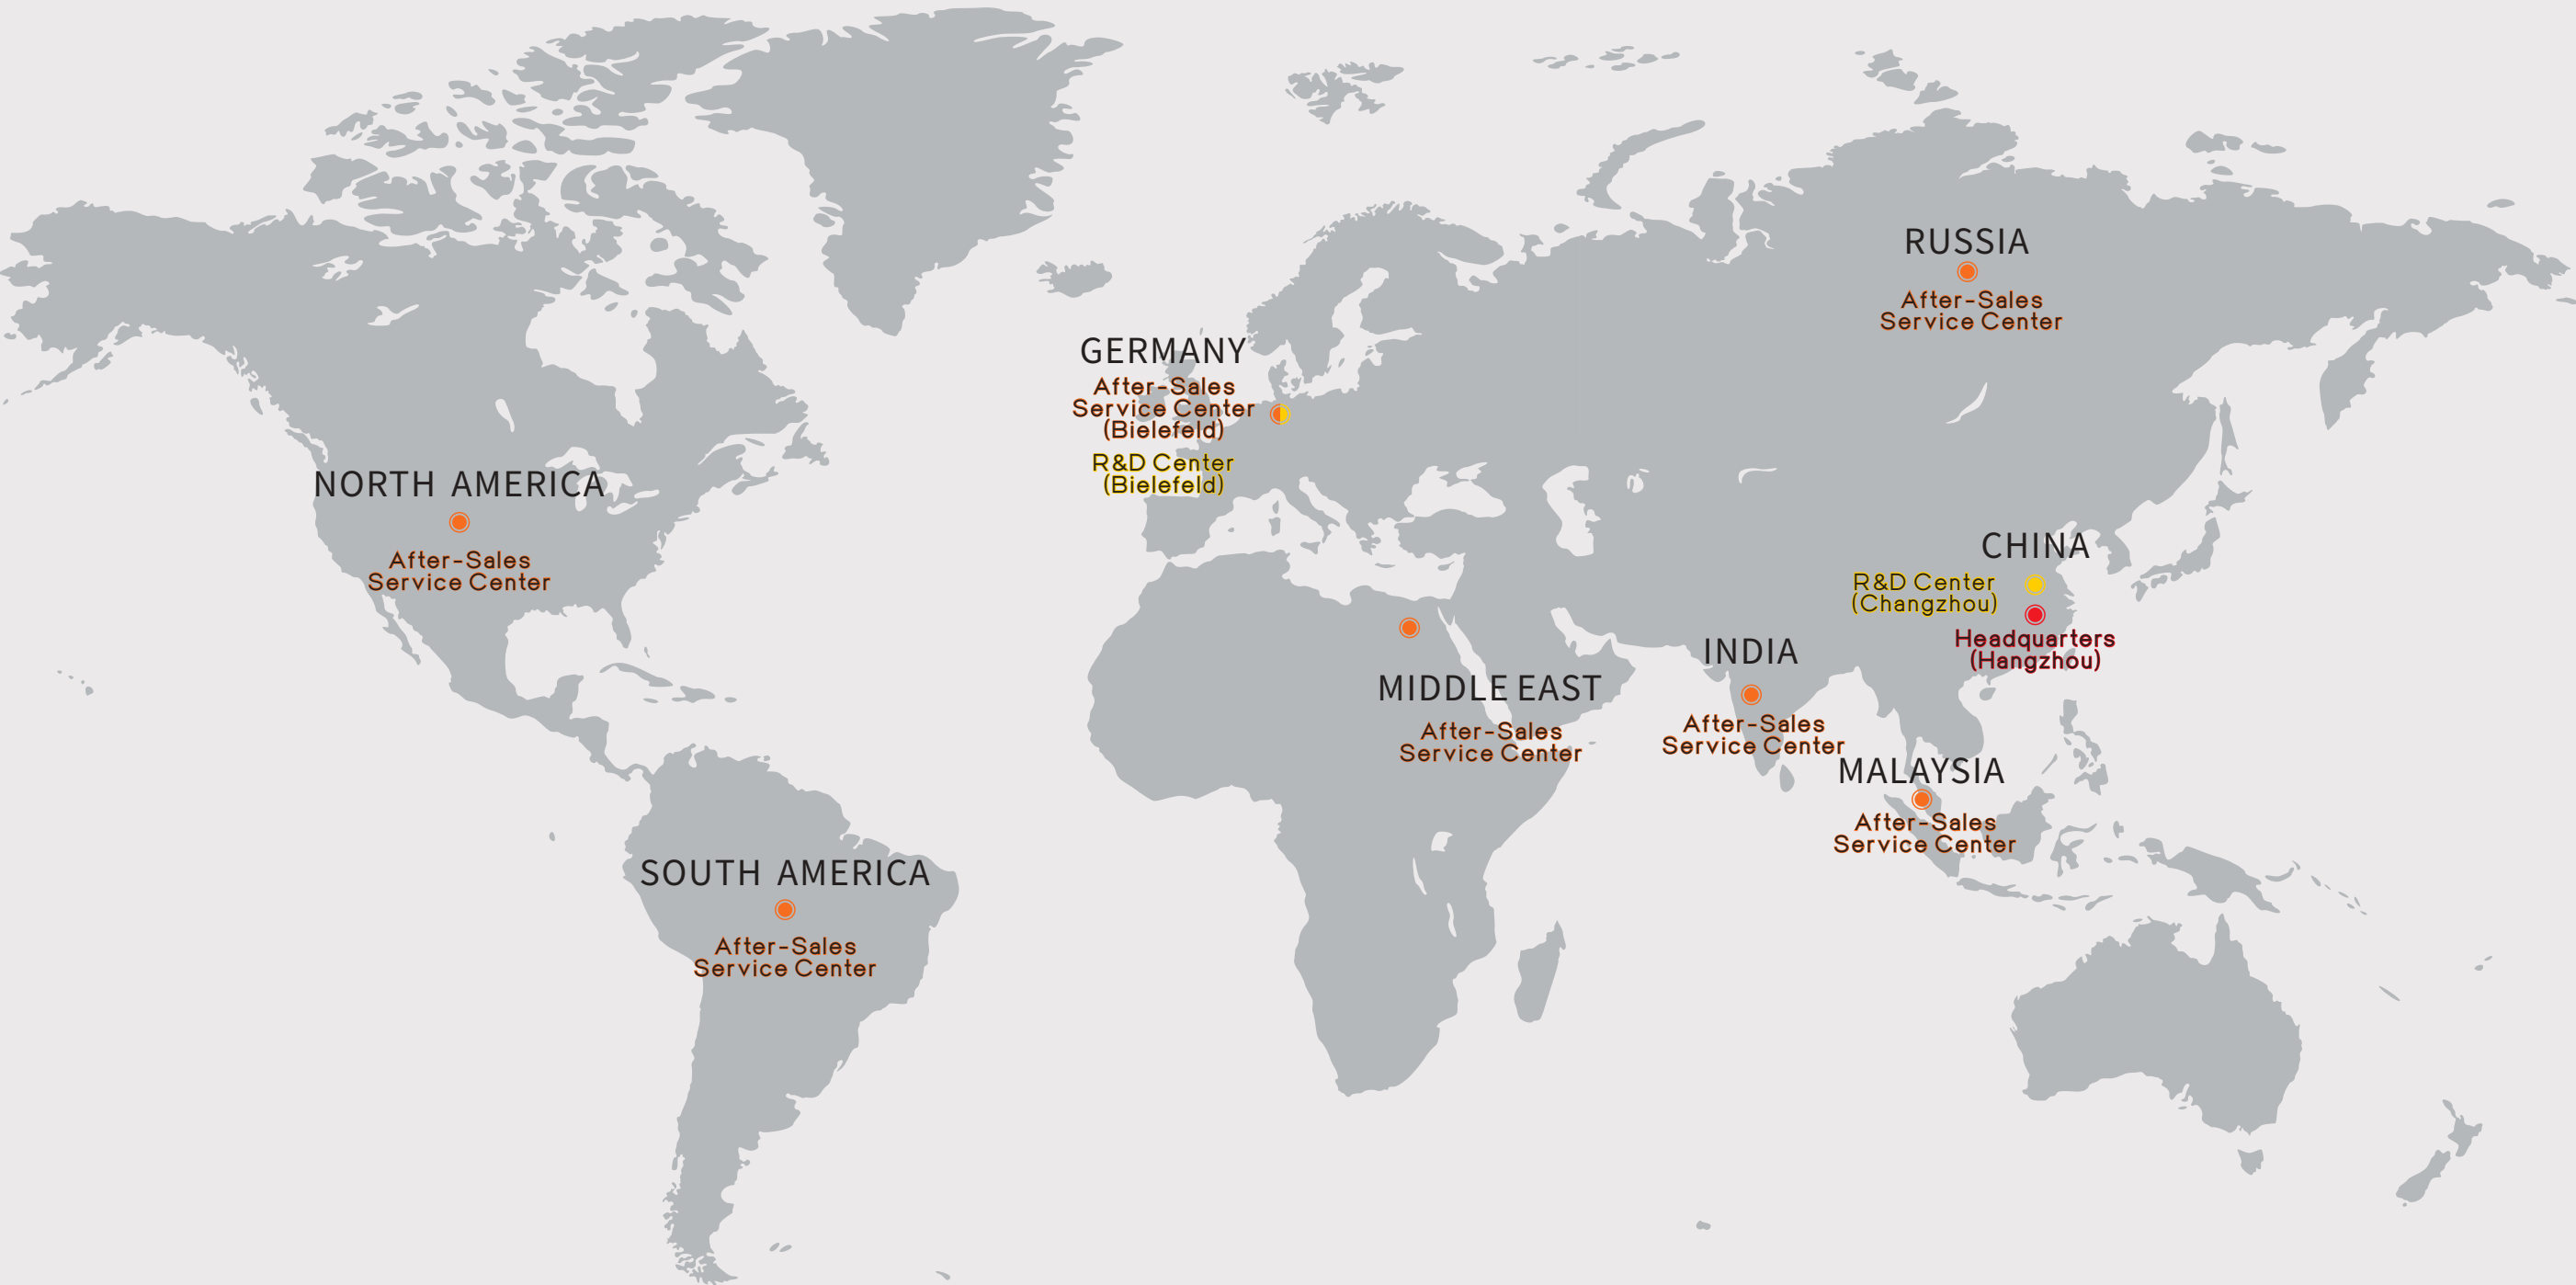 RUSSIA
After-Sales
Service Center
GERMANY
After-Sales
Service Center
(Bielefeld)
R&D Center
(Bielefeld)
NORTH AMERICA
After-Sales
Service Center
CHINA
R&D Center
(Changzhou)
Headquarters
(Hangzhou)
INDIA
After-Sales
Service Center
MIDDLE EAST
After-Sales
Service Center
MALAYSIA
After-Sales
Service Center
SOUTH AMERICA
After-Sales
Service Center